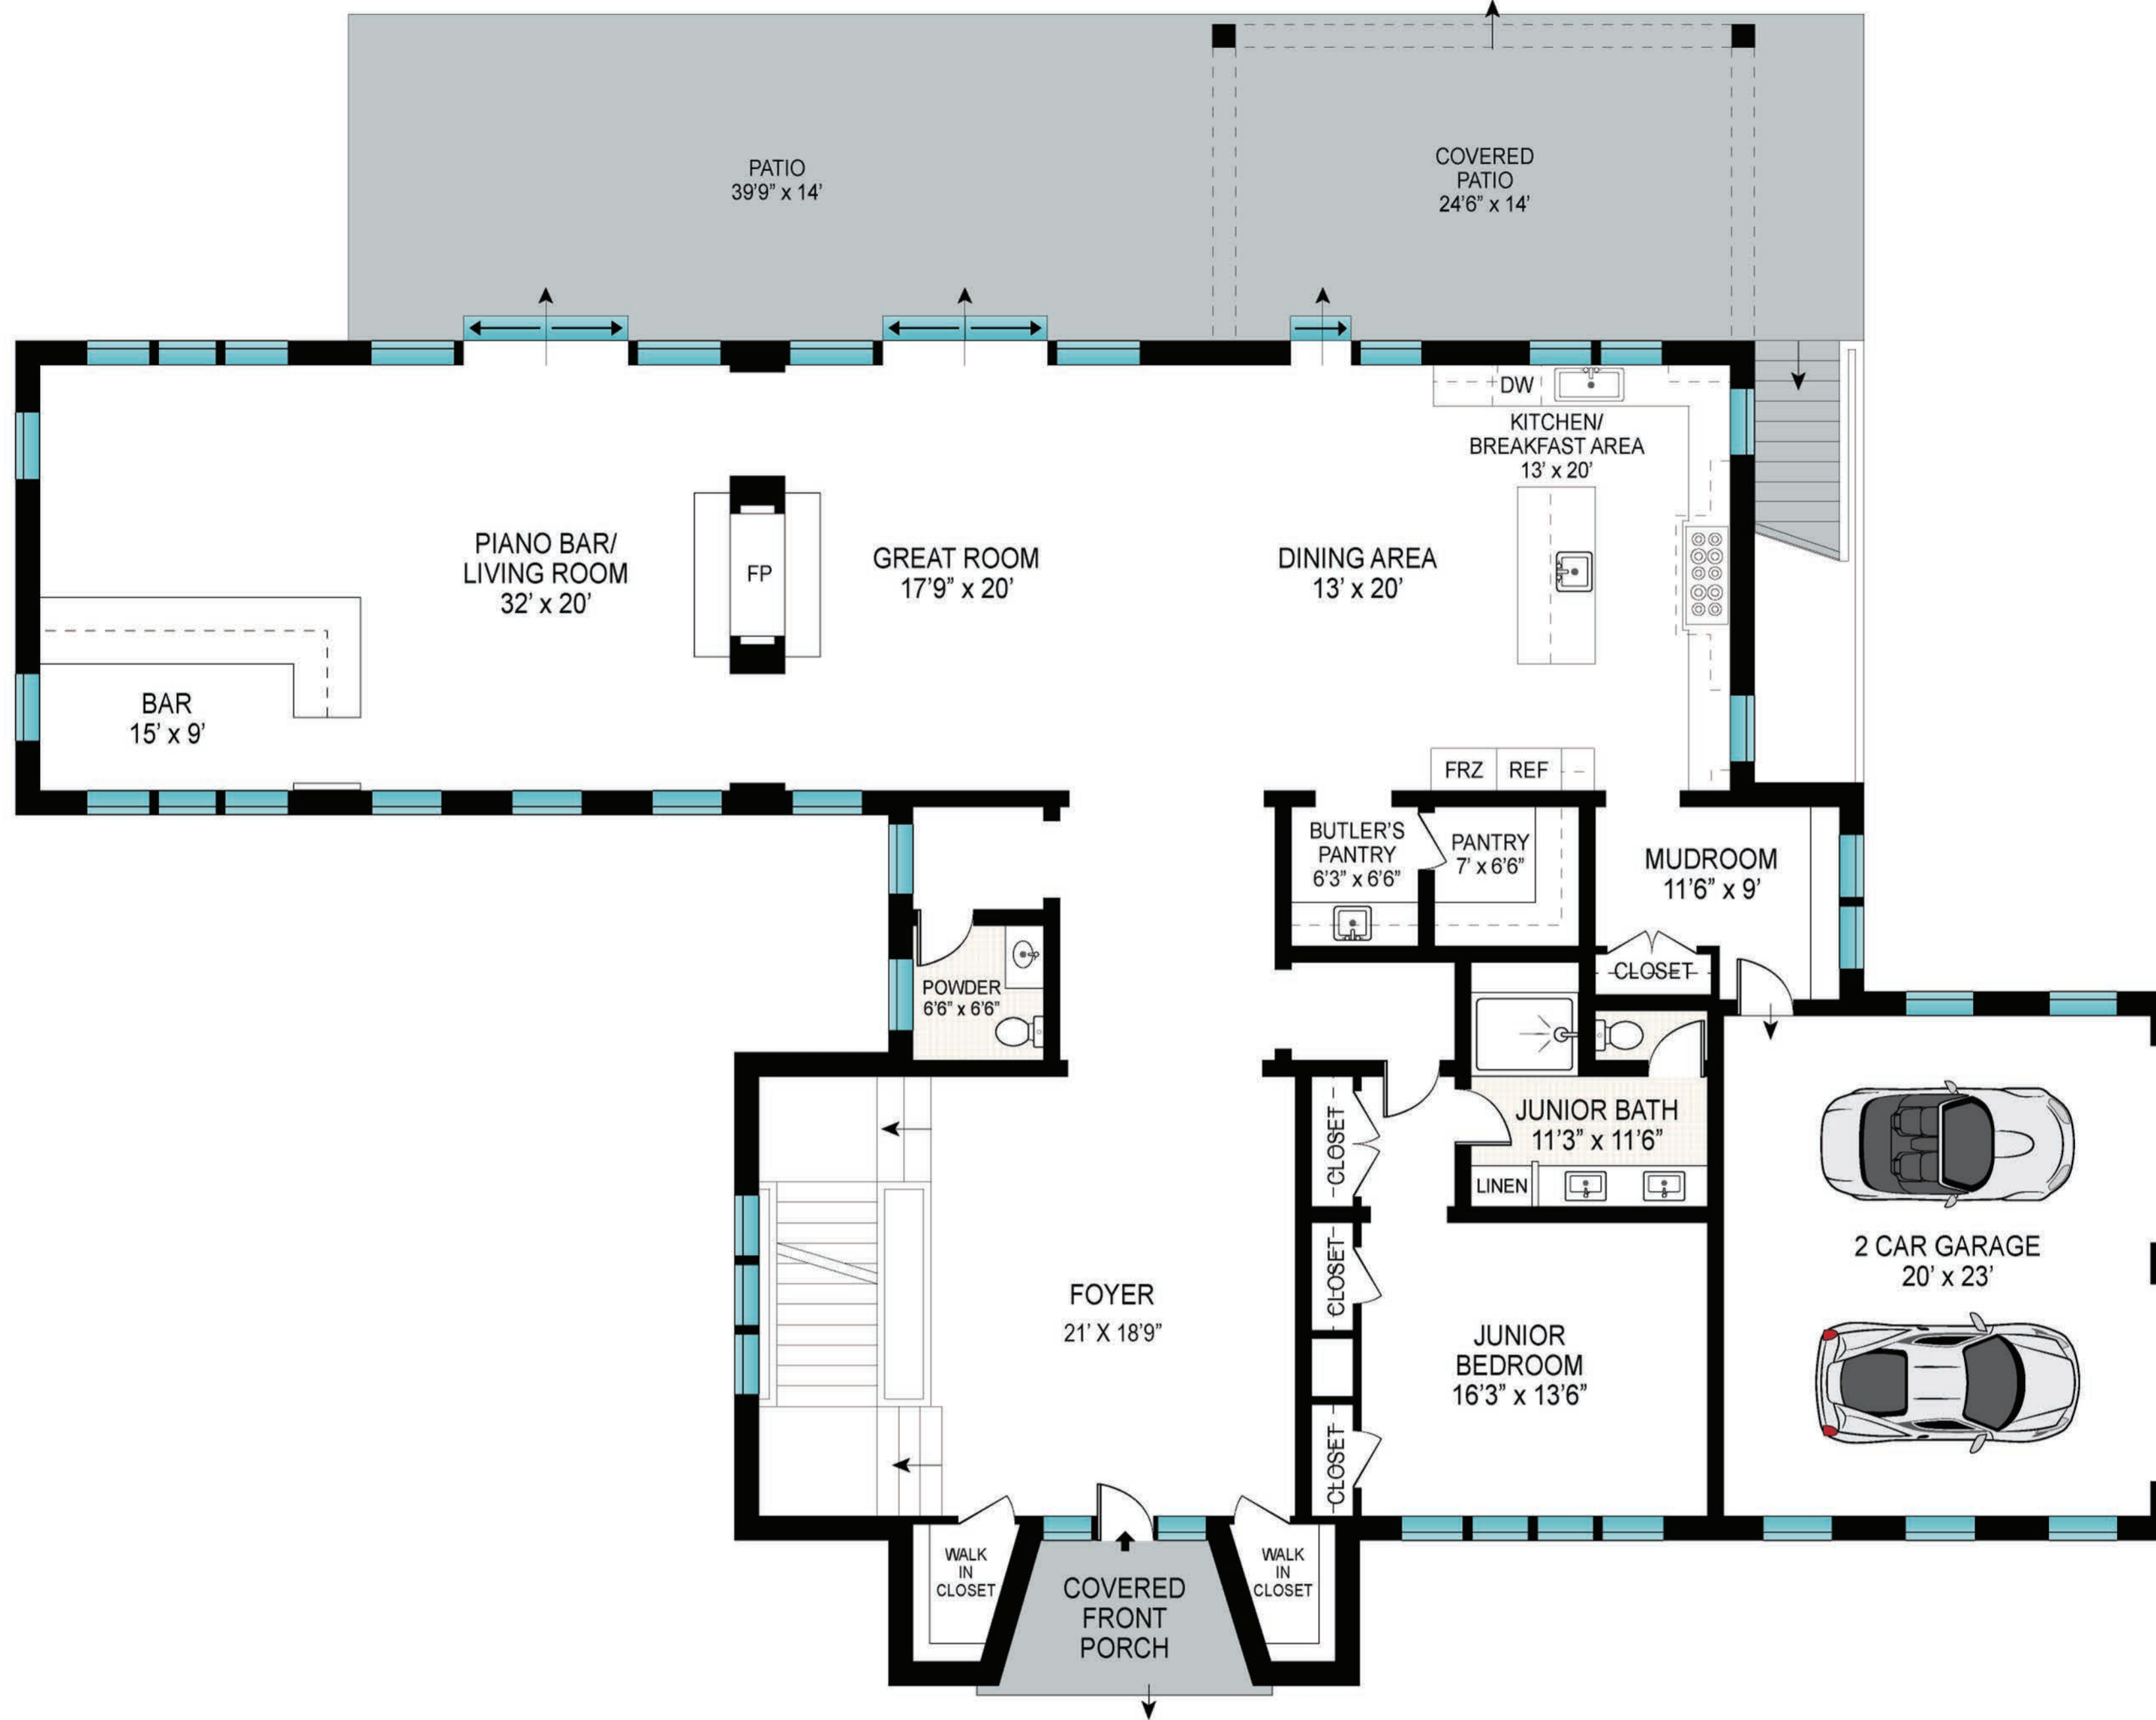 PATIO
39'9" x 14'
COVERED
PATIO
24'6" x 14'
DW
KITCHEN/
BREAKFAST AREA
13' x 20'
PIANO BAR/
LIVING ROOM
32' x 20'
FP
GREAT ROOM
17'9" x 20'
DINING AREA
13' x 20'
BAR
15' x 9'
FRZ
REF
BUTLER'S
PANTRY
6'3" x 6'6"
PANTRY
7' x 6'6"
MUDROOM
11'6" x 9'
CLOSET
POWDER
6'6" x 6'6"
CLOSET
JUNIOR BATH
11'3" x 11'6"
LINEN
CLOSET
2 CAR GARAGE
20' x 23'
FOYER
21' X 18'9"
JUNIOR
BEDROOM
16'3" x 13'6"
CLOSET
WALK
IN
CLOSET
COVERED
FRONT
PORCH
WALK
IN
CLOSET